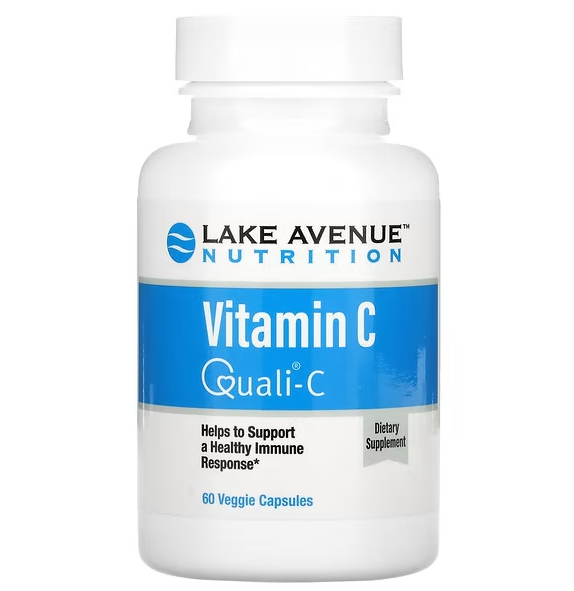 LAKE AVENUE™
NUTRITION
Vitamin C
Quali®-C
Helps to Support
a Healthy Immune
Response*
Dietary
Supplement
60 Veggie Capsules